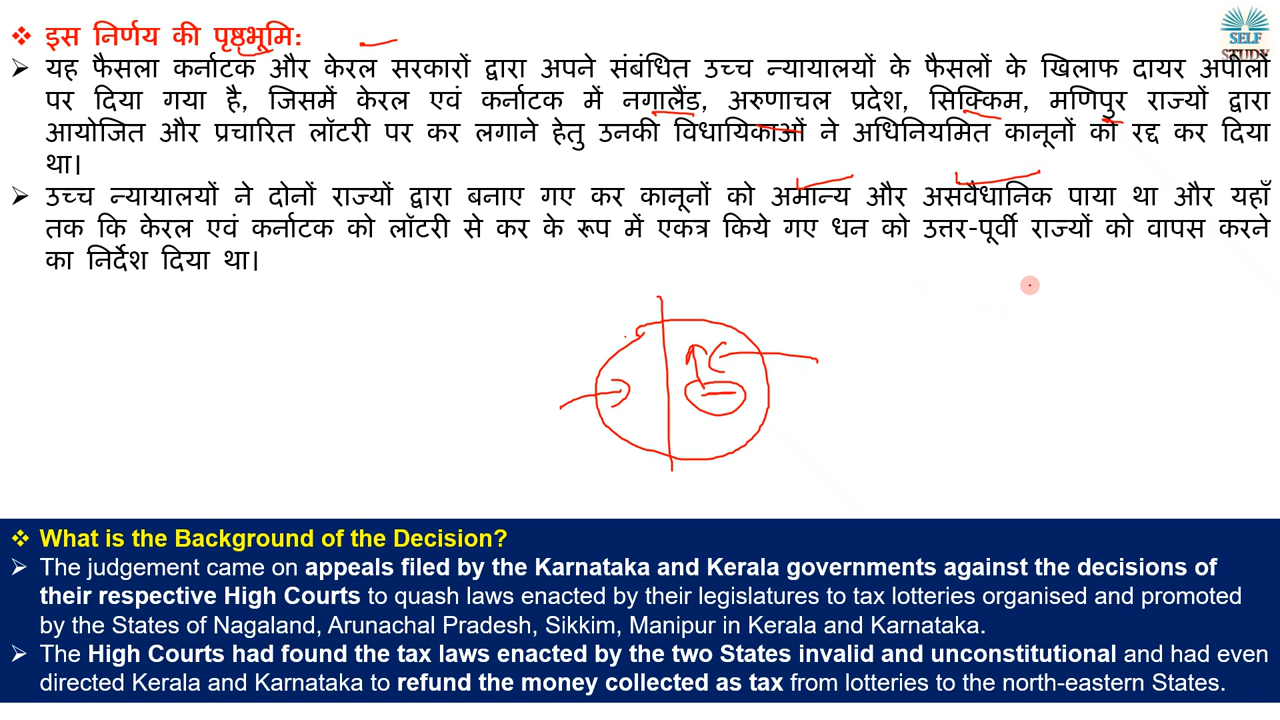 ❖ इस निर्णय की पृष्ठभूमि:
SELF
STUDY
➢ यह फैसला कर्नाटक और केरल सरकारों द्वारा अपने संबंधित उच्च न्यायालयों के फैसलों के खिलाफ दायर अपीलों
पर दिया गया है, जिसमें केरल एवं कर्नाटक में नगालैंड, अरुणाचल प्रदेश, सिक्किम, मणिपुर राज्यों द्वारा
आयोजित और प्रचारित लॉटरी पर कर लगाने हेतु उनकी विधायिकाओं ने अधिनियमित कानूनों को रद्द कर दिया
था।
➢ उच्च न्यायालयों ने दोनों राज्यों द्वारा बनाए गए कर कानूनों को अमान्य और असंवैधानिक पाया था और यहाँ
तक कि केरल एवं कर्नाटक को लॉटरी से कर के रूप में एकत्र किये गए धन को उत्तर-पूर्वी राज्यों को वापस करने
का निर्देश दिया था।
❖ What is the Background of the Decision?
➢ The judgement came on appeals filed by the Karnataka and Kerala governments against the decisions of
their respective High Courts to quash laws enacted by their legislatures to tax lotteries organised and promoted
by the States of Nagaland, Arunachal Pradesh, Sikkim, Manipur in Kerala and Karnataka.
➢ The High Courts had found the tax laws enacted by the two States invalid and unconstitutional and had even
directed Kerala and Karnataka to refund the money collected as tax from lotteries to the north-eastern States.